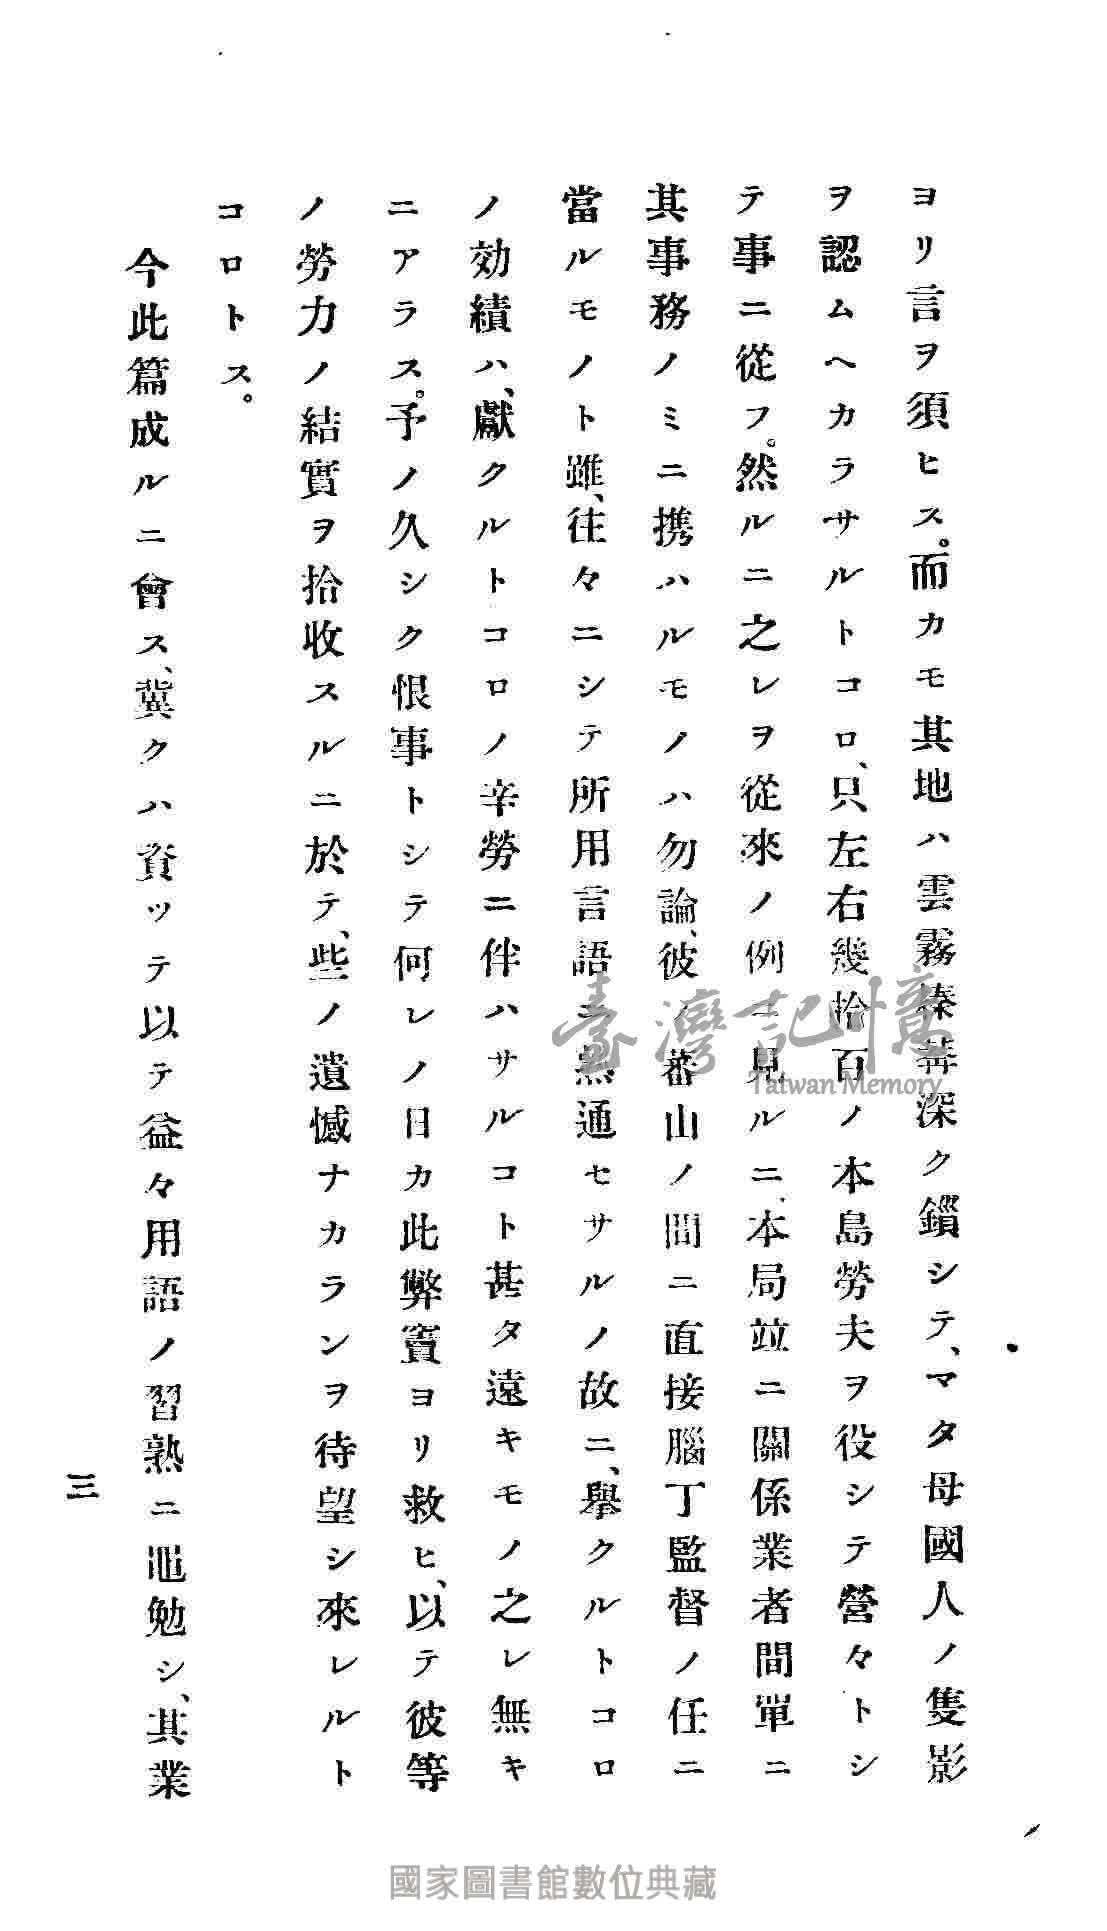 ヨリ言ヲ須ヒス。而カモ其地ハ雲霧榛莽深ク鎖シテ、マタ母國人ノ隻影
ヲ認ムヘカラサルトコロ、只左右幾拾百ノ本島勞夫ヲ役シテ營々トシ
テ事ニ從フ。然ルニ之レヲ從來ノ例ニ見ルニ、本局竝ニ關係業者間單ニ
其事務ノミニ携ハルモノハ勿論、彼ノ蕃山ノ間ニ直接腦丁監督ノ任ニ
當ルモノト雖、往々ニシテ所用言語ニ熟通セサルノ故ニ、擧クルトコロ
ノ効績ハ、獻クルトコロノ辛勞ニ伴ハサルコト甚タ遠キモノ之レ無キ
ニアラス。予ノ久シク恨事トシテ何レノ日カ此弊竇ヨリ救ヒ、以テ彼等
ノ勞力ノ結實ヲ拾收スルニ於テ、些ノ遺憾ナカランヲ待望シ來レルト
コロトス。
今此篇成ルニ會ス、冀クハ資ッテ以テ益々用語ノ習熟ニ黽勉シ、其業
三
臺灣記憶
Taiwan Memory
國家圖書館數位典藏